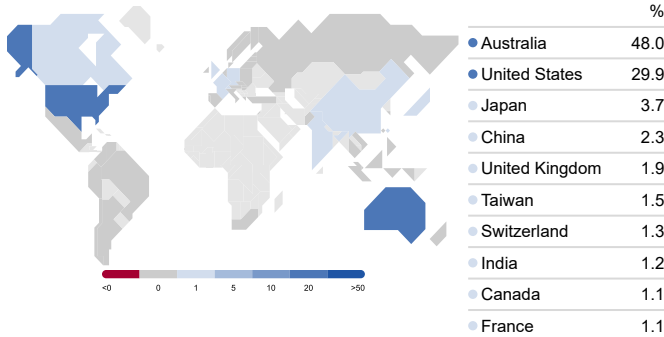 %
Australia 48.0
United States 29.9
Japan 3.7
China 2.3
United Kingdom 1.9
Taiwan 1.5
Switzerland 1.3
India 1.2
Canada 1.1
France 1.1
<0 0 1 5 10 20 >50